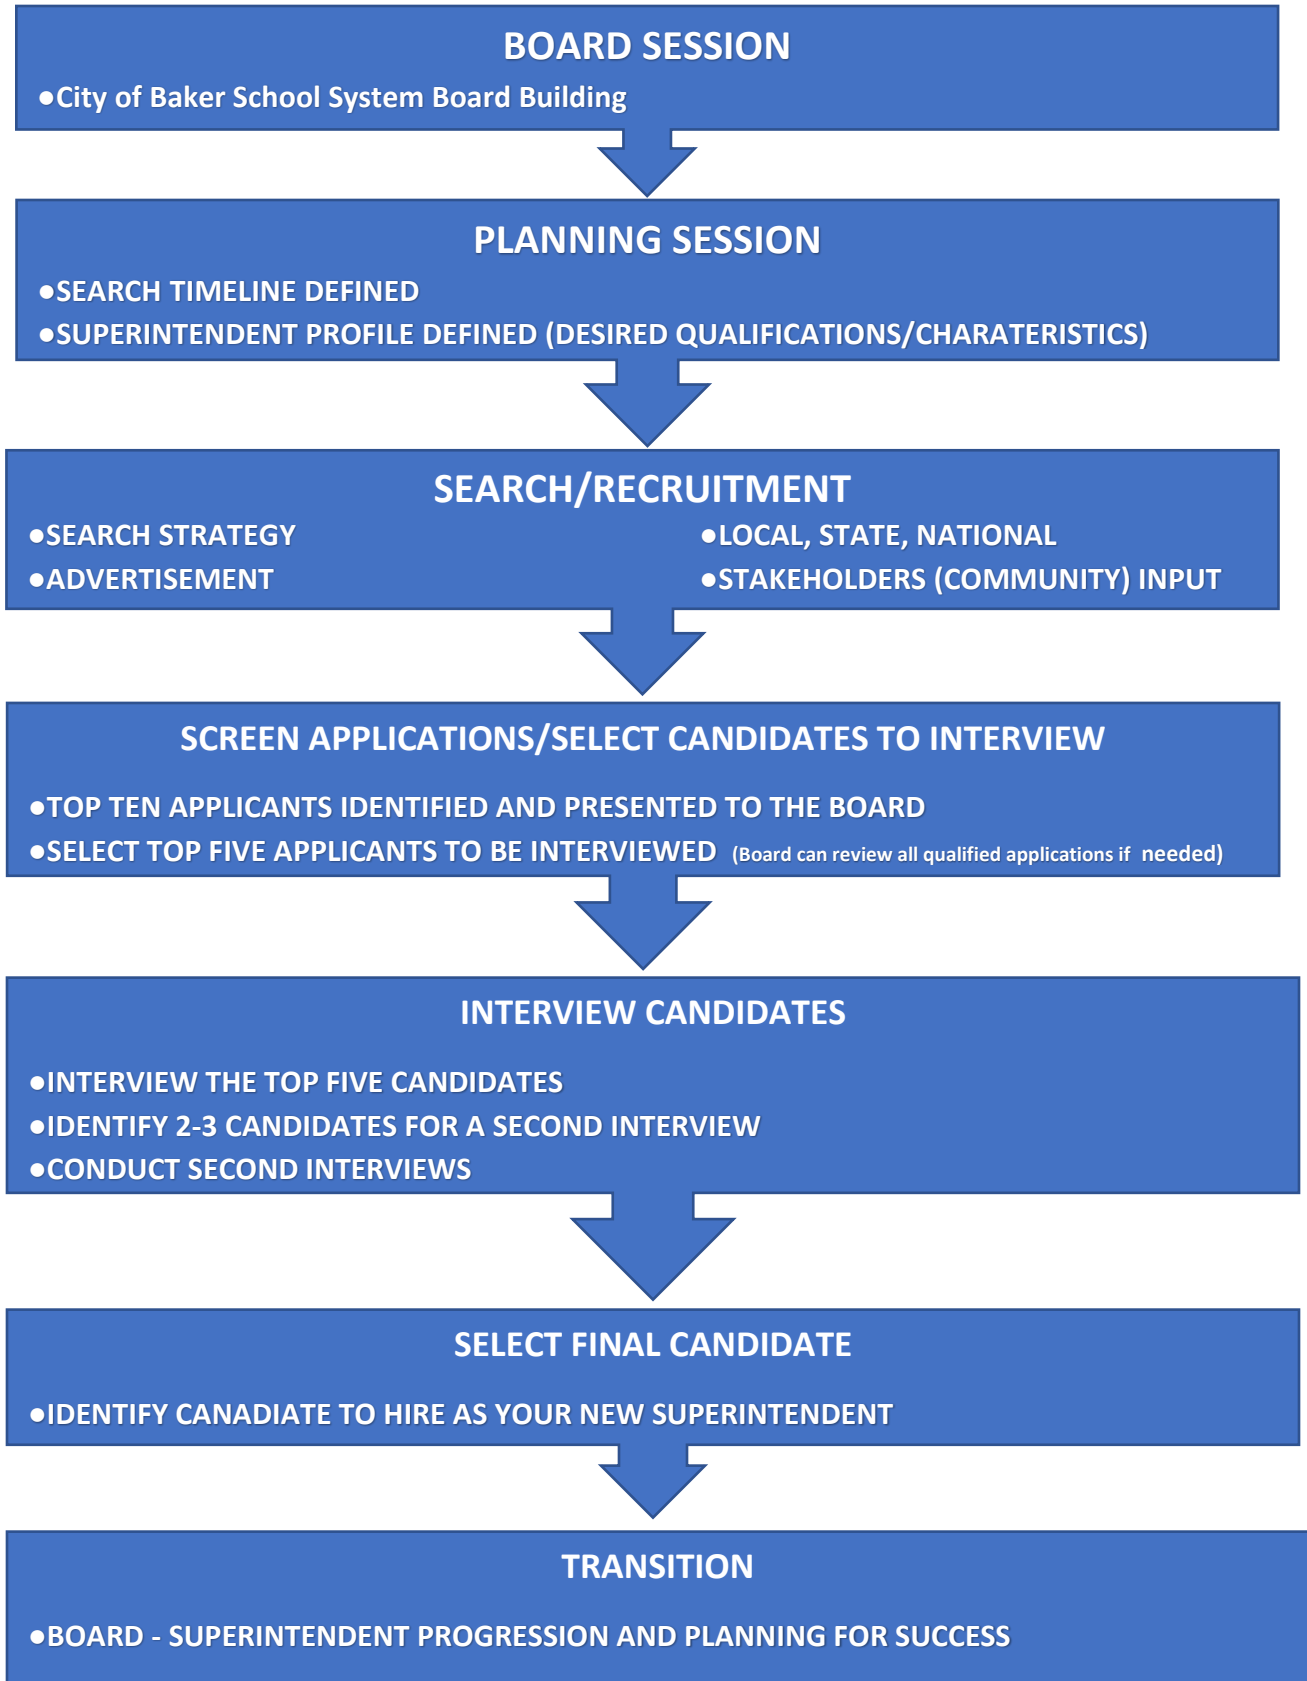 BOARD SESSION
●City of Baker School System Board Building
PLANNING SESSION
●SEARCH TIMELINE DEFINED
●SUPERINTENDENT PROFILE DEFINED (DESIRED QUALIFICATIONS/CHARATERISTICS)
SEARCH/RECRUITMENT
●SEARCH STRATEGY
●ADVERTISEMENT
●LOCAL, STATE, NATIONAL
●STAKEHOLDERS (COMMUNITY) INPUT
SCREEN APPLICATIONS/SELECT CANDIDATES TO INTERVIEW
●TOP TEN APPLICANTS IDENTIFIED AND PRESENTED TO THE BOARD
●SELECT TOP FIVE APPLICANTS TO BE INTERVIEWED (Board can review all qualified applications if needed)
INTERVIEW CANDIDATES
●INTERVIEW THE TOP FIVE CANDIDATES
●IDENTIFY 2-3 CANDIDATES FOR A SECOND INTERVIEW
●CONDUCT SECOND INTERVIEWS
SELECT FINAL CANDIDATE
●IDENTIFY CANADIATE TO HIRE AS YOUR NEW SUPERINTENDENT
TRANSITION
●BOARD - SUPERINTENDENT PROGRESSION AND PLANNING FOR SUCCESS